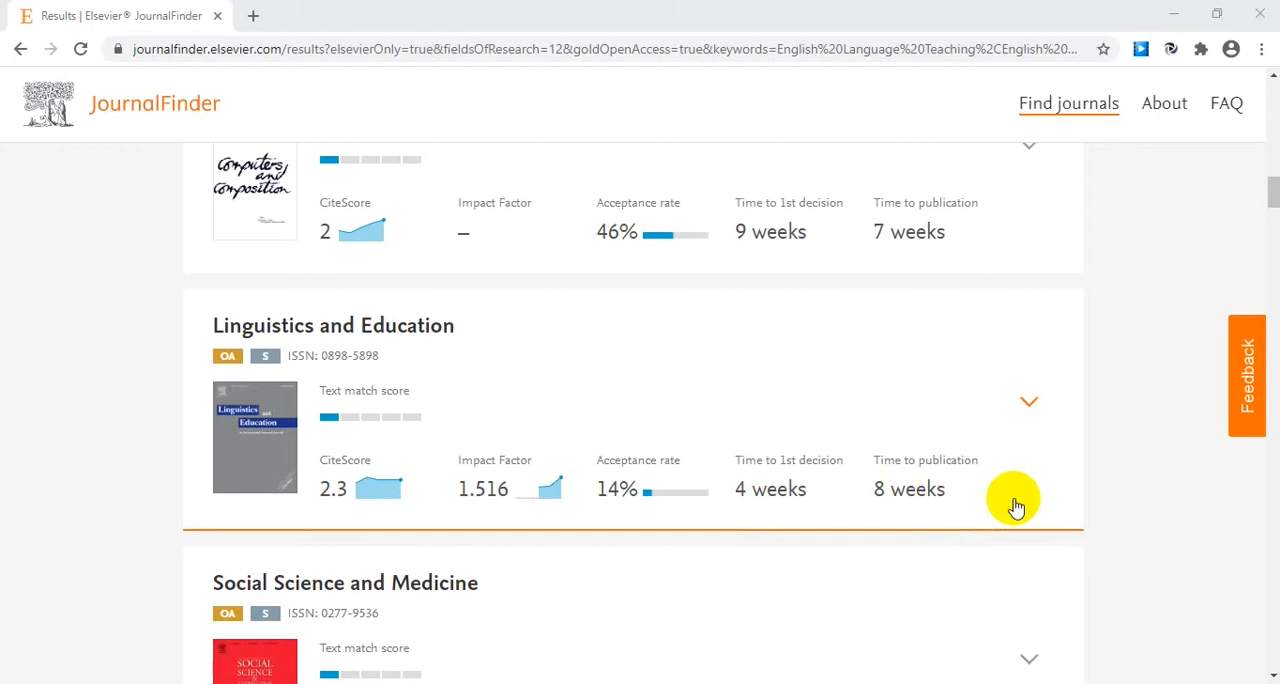 E Results | Elsevier® JournalFinder
journalfinder.elsevier.com/results?elsevierOnly=true&fieldsOfResearch=12&goldOpenAccess=true&keywords=English%20Language%20Teaching%2CEnglish%20...
JournalFinder
Find journals About FAQ
Computers and Composition
CiteScore Impact Factor Acceptance rate Time to 1st decision Time to publication
2 – 46% 9 weeks 7 weeks
Linguistics and Education
OA S ISSN: 0898-5898
Text match score
Linguistics and
Education
CiteScore Impact Factor Acceptance rate Time to 1st decision Time to publication
2.3 1.516 14% 4 weeks 8 weeks
Social Science and Medicine
OA S ISSN: 0277-9536
Text match score
SOCIAL
SCIENCE
&
MEDICINE
Feedback